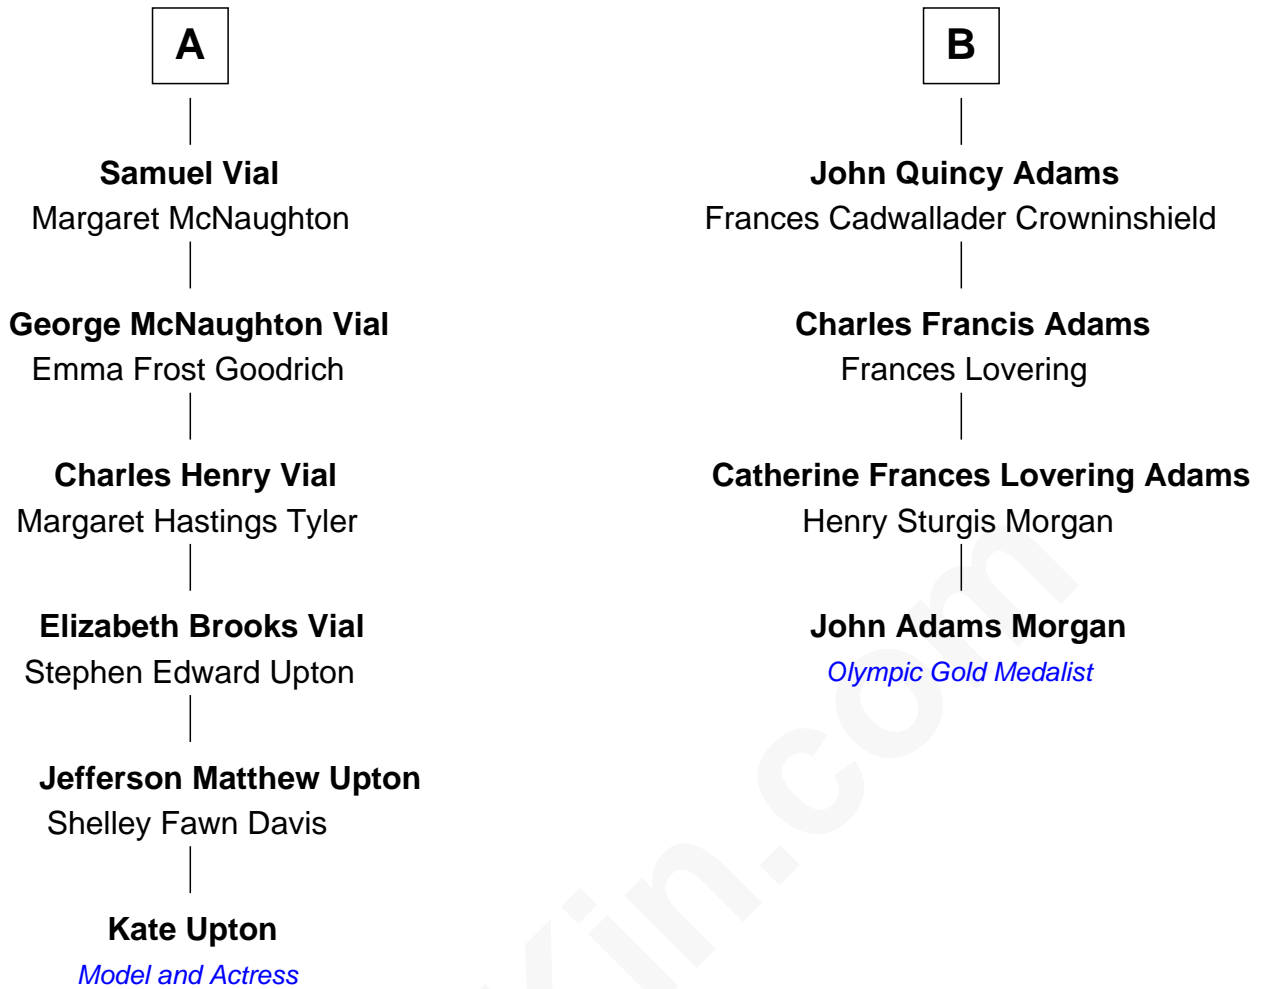 A
Samuel Vial
Margaret McNaughton
George McNaughton Vial
Emma Frost Goodrich
Charles Henry Vial
Margaret Hastings Tyler
Elizabeth Brooks Vial
Stephen Edward Upton
Jefferson Matthew Upton
Shelley Fawn Davis
Kate Upton
Model and Actress
B
John Quincy Adams
Frances Cadwallader Crowninshield
Charles Francis Adams
Frances Lovering
Catherine Frances Lovering Adams
Henry Sturgis Morgan
John Adams Morgan
Olympic Gold Medalist
Kin.com